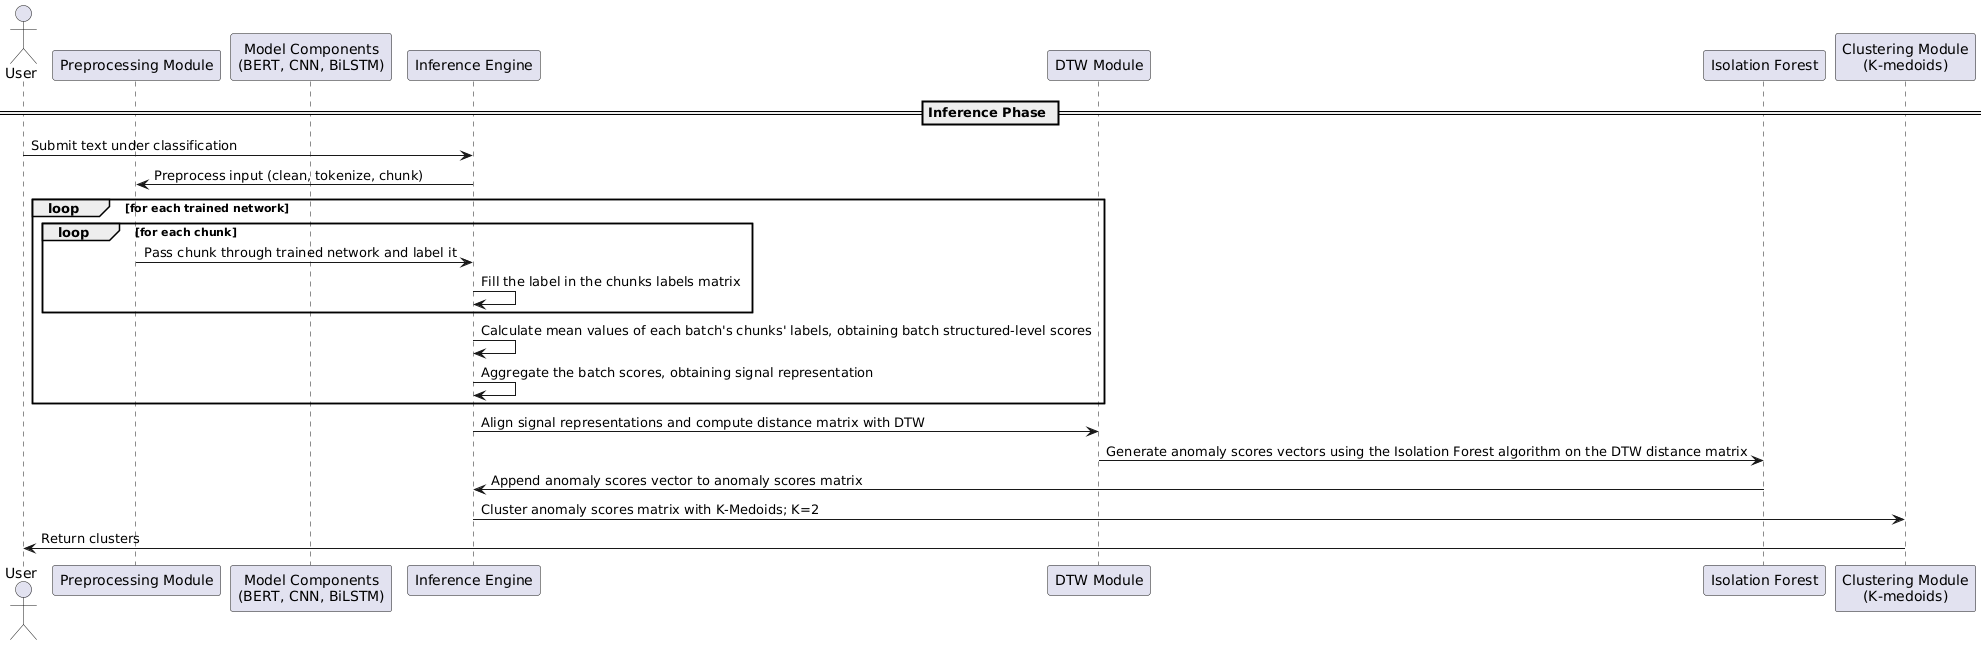 User
Preprocessing Module
Model Components
(BERT, CNN, BiLSTM)
Inference Engine
DTW Module
Isolation Forest
Clustering Module
(K-medoids)
Inference Phase
Submit text under classification
Preprocess input (clean, tokenize, chunk)
loop [for each trained network]
loop [for each chunk]
Pass chunk through trained network and label it
Fill the label in the chunks labels matrix
Calculate mean values of each batch's chunks' labels, obtaining batch structured-level scores
Aggregate the batch scores, obtaining signal representation
Align signal representations and compute distance matrix with DTW
Generate anomaly scores vectors using the Isolation Forest algorithm on the DTW distance matrix
Append anomaly scores vector to anomaly scores matrix
Cluster anomaly scores matrix with K-Medoids; K=2
Return clusters
User
Preprocessing Module
Model Components
(BERT, CNN, BiLSTM)
Inference Engine
DTW Module
Isolation Forest
Clustering Module
(K-medoids)